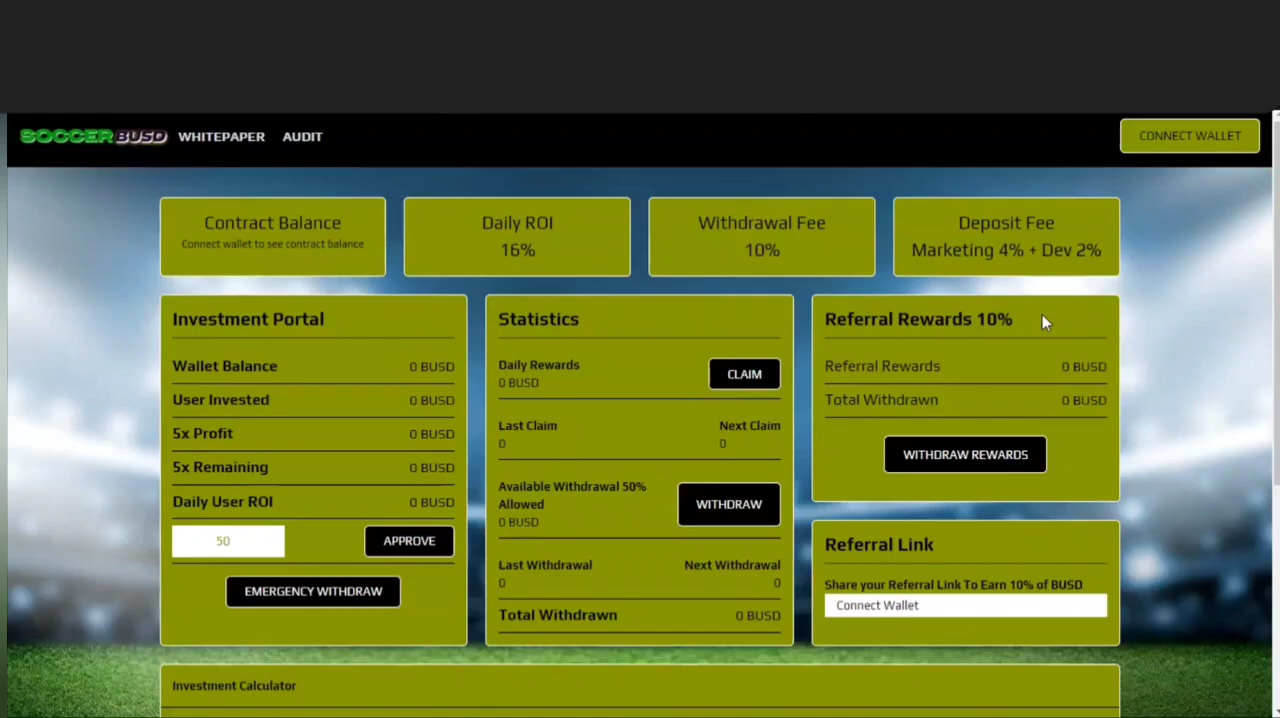 SOCCERBUSD WHITEPAPER AUDIT CONNECT WALLET
Contract Balance
Connect wallet to see contract balance
Daily ROI
16%
Withdrawal Fee
10%
Deposit Fee
Marketing 4% + Dev 2%
Investment Portal
Wallet Balance 0 BUSD
User Invested 0 BUSD
5x Profit 0 BUSD
5x Remaining 0 BUSD
Daily User ROI 0 BUSD
50 APPROVE
EMERGENCY WITHDRAW
Statistics
Daily Rewards
0 BUSD
CLAIM
Last Claim Next Claim
0 0
Available Withdrawal 50%
Allowed
0 BUSD
WITHDRAW
Last Withdrawal Next Withdrawal
0 0
Total Withdrawn 0 BUSD
Referral Rewards 10%
Referral Rewards 0 BUSD
Total Withdrawn 0 BUSD
WITHDRAW REWARDS
Referral Link
Share your Referral Link To Earn 10% of BUSD
Connect Wallet
Investment Calculator